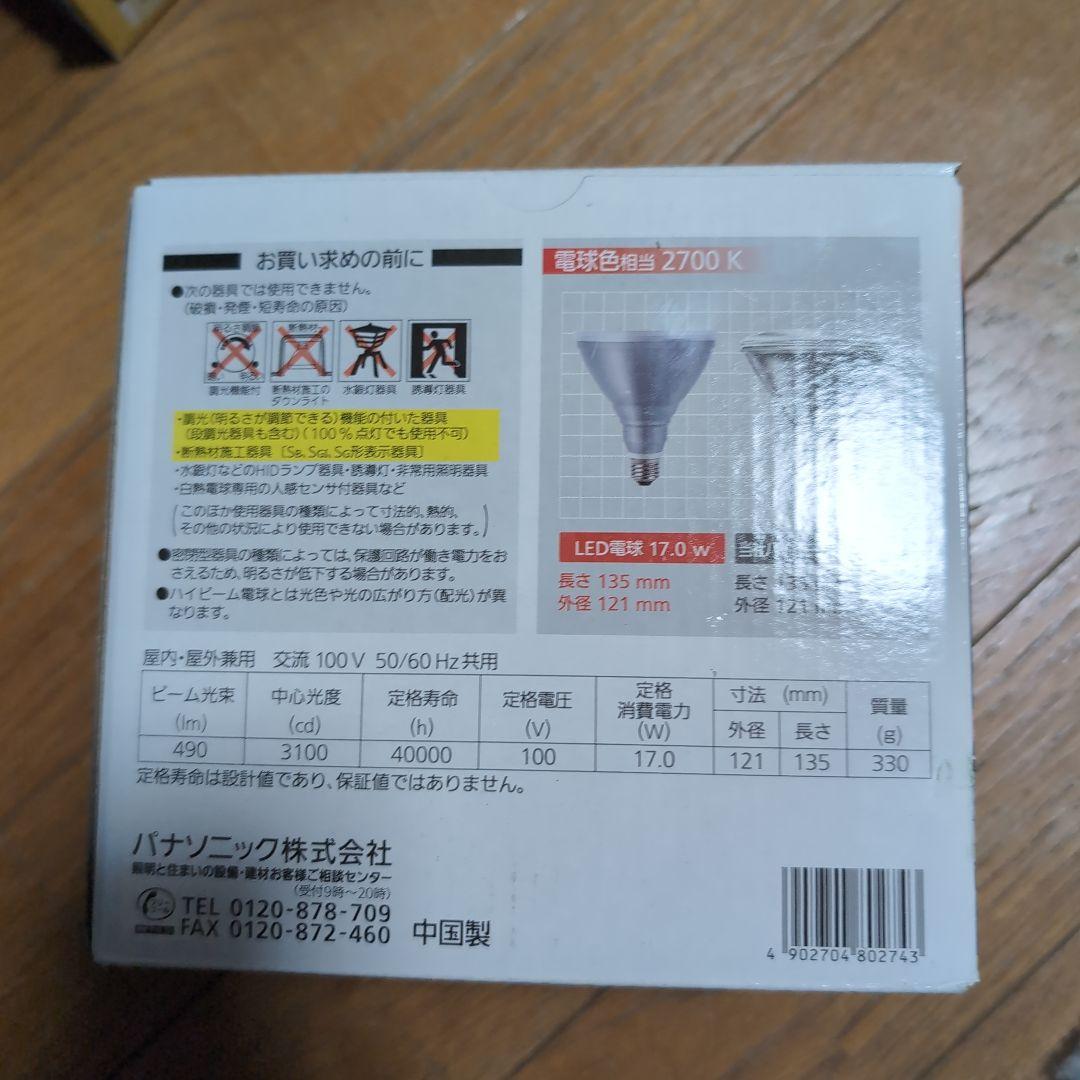 お買い求めの前に
●次の器具では使用できません。
(破損・発煙・短寿命の原因)
調光機能付
断熱材
断熱材施工の
ダウンライト
水銀灯器具
誘導灯器具
・調光(明るさが調節できる)機能の付いた器具
(段調光器具も含む)(100%点灯でも使用不可)
・断熱材施工器具 〔SB、SGI、SG形表示器具〕
・水銀灯などのHIDランプ器具・誘導灯・非常用照明器具
・白熱電球専用の人感センサ付器具など
(このほか使用器具の種類によって寸法的、熱的、
その他の状況により使用できない場合があります。)
●密閉型器具の種類によっては、保護回路が働き電力をお
さえるため、明るさが低下する場合があります。
●ハイビーム電球とは光色や光の広がり方(配光)が異
なります。
電球色相当 2700 K
LED電球 17.0 W
長さ 135 mm
外径 121 mm
当社
長さ
外径 121
屋内・屋外兼用 交流 100V 50/60Hz共用
ビーム光束 (lm) 中心光度 (cd) 定格寿命 (h) 定格電圧 (V) 定格消費電力 (W) 寸法 (mm) 外径 長さ 質量 (g)
490 3100 40000 100 17.0 121 135 330
定格寿命は設計値であり、保証値ではありません。
パナソニック株式会社
照明と住まいの設備・建材お客様ご相談センター
(受付9時～20時)
TEL 0120-878-709
FAX 0120-872-460
中国製
4 902704 802743